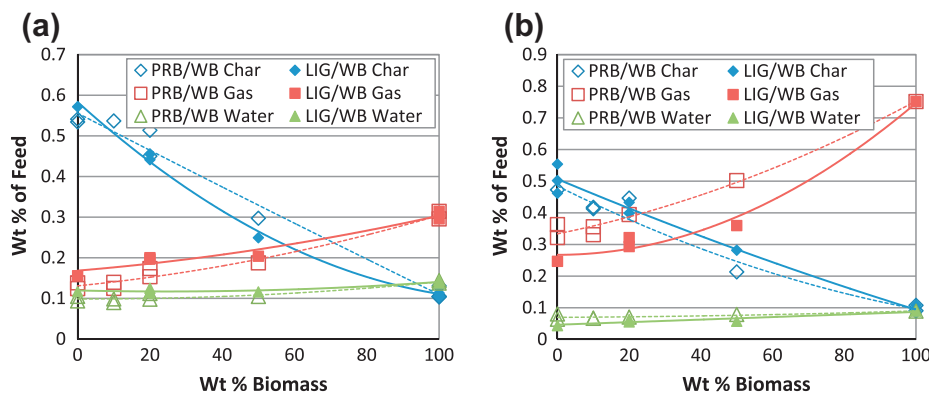 (a)
0.7
0.6
0.5
0.4
0.3
0.2
0.1
0
Wt % of Feed
PRB/WB Char
LIG/WB Char
PRB/WB Gas
LIG/WB Gas
PRB/WB Water
LIG/WB Water
0 20 40 60 80 100
Wt % Biomass
(b)
0.9
0.8
0.7
0.6
0.5
0.4
0.3
0.2
0.1
0
Wt % of Feed
PRB/WB Char
LIG/WB Char
PRB/WB Gas
LIG/WB Gas
PRB/WB Water
LIG/WB Water
0 20 40 60 80 100
Wt % Biomass